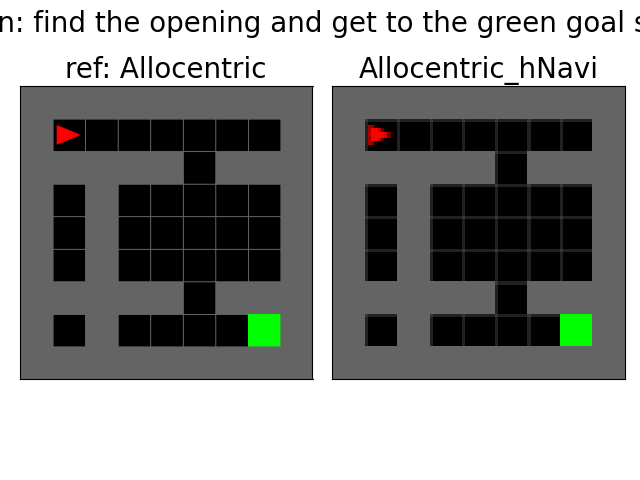 n: find the opening and get to the green goal s
ref: Allocentric
Allocentric_hNavi